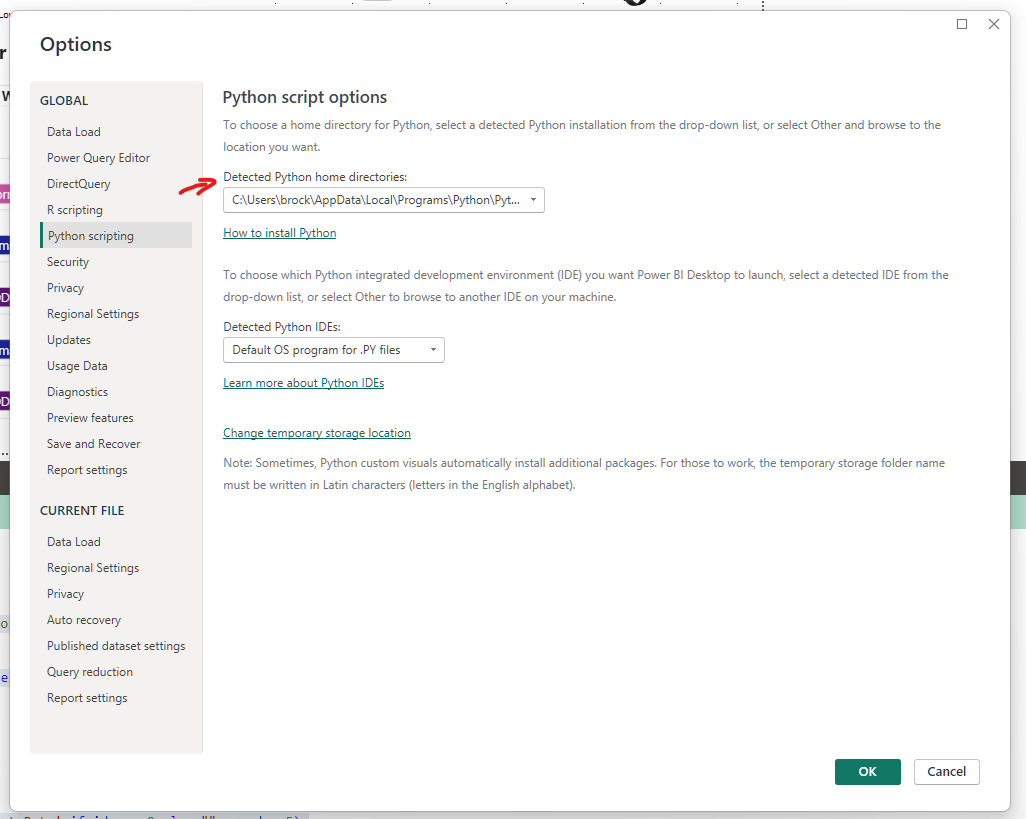 Options
GLOBAL
Data Load
Power Query Editor
DirectQuery
R scripting
Python scripting
Security
Privacy
Regional Settings
Updates
Usage Data
Diagnostics
Preview features
Save and Recover
Report settings
CURRENT FILE
Data Load
Regional Settings
Privacy
Auto recovery
Published dataset settings
Query reduction
Report settings
Python script options
To choose a home directory for Python, select a detected Python installation from the drop-down list, or select Other and browse to the
location you want.
Detected Python home directories:
C:\Users\brock\AppData\Local\Programs\Python\Pyt...
How to install Python
To choose which Python integrated development environment (IDE) you want Power BI Desktop to launch, select a detected IDE from the
drop-down list, or select Other to browse to another IDE on your machine.
Detected Python IDEs:
Default OS program for .PY files
Learn more about Python IDEs
Change temporary storage location
Note: Sometimes, Python custom visuals automatically install additional packages. For those to work, the temporary storage folder name
must be written in Latin characters (letters in the English alphabet).
OK
Cancel